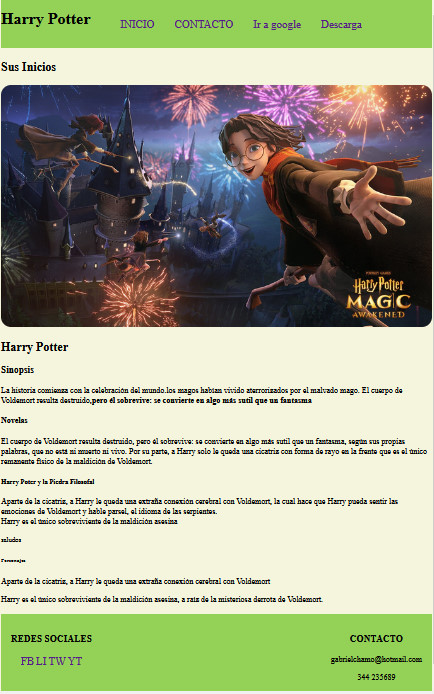 Harry Potter
INICIO CONTACTO Ir a google Descarga
Sus Inicios
Harry Potter
MAGIC
AWAKENED
Harry Potter
Sinopsis
La historia comienza con la celebración del mundo.los magos habían vivido aterrorizados por el malvado mago. El cuerpo de
Voldemort resulta destruido,pero él sobrevive: se convierte en algo más sutil que un fantasma
Novelas
El cuerpo de Voldemort resulta destruido, pero él sobrevive: se convierte en algo más sutil que un fantasma, según sus propias
palabras, que no está ni muerto ni vivo. Por su parte, a Harry solo le queda una cicatriz con forma de rayo en la frente que es el único
remanente físico de la maldición de Voldemort.
Harry Poter y la Piedra Filosofal
Aparte de la cicatriz, a Harry le queda una extraña conexión cerebral con Voldemort, la cual hace que Harry pueda sentir las
emociones de Voldemort y hable parsel, el idioma de las serpientes.
Harry es el único sobreviviente de la maldición asesina
saludos
Personajes
Aparte de la cicatriz, a Harry le queda una extraña conexión cerebral con Voldemort
Harry es el único sobreviviente de la maldición asesina, a raíz de la misteriosa derrota de Voldemort.
REDES SOCIALES
FB LI TW YT
CONTACTO
gabrielchamo@hotmail.com
344 235689